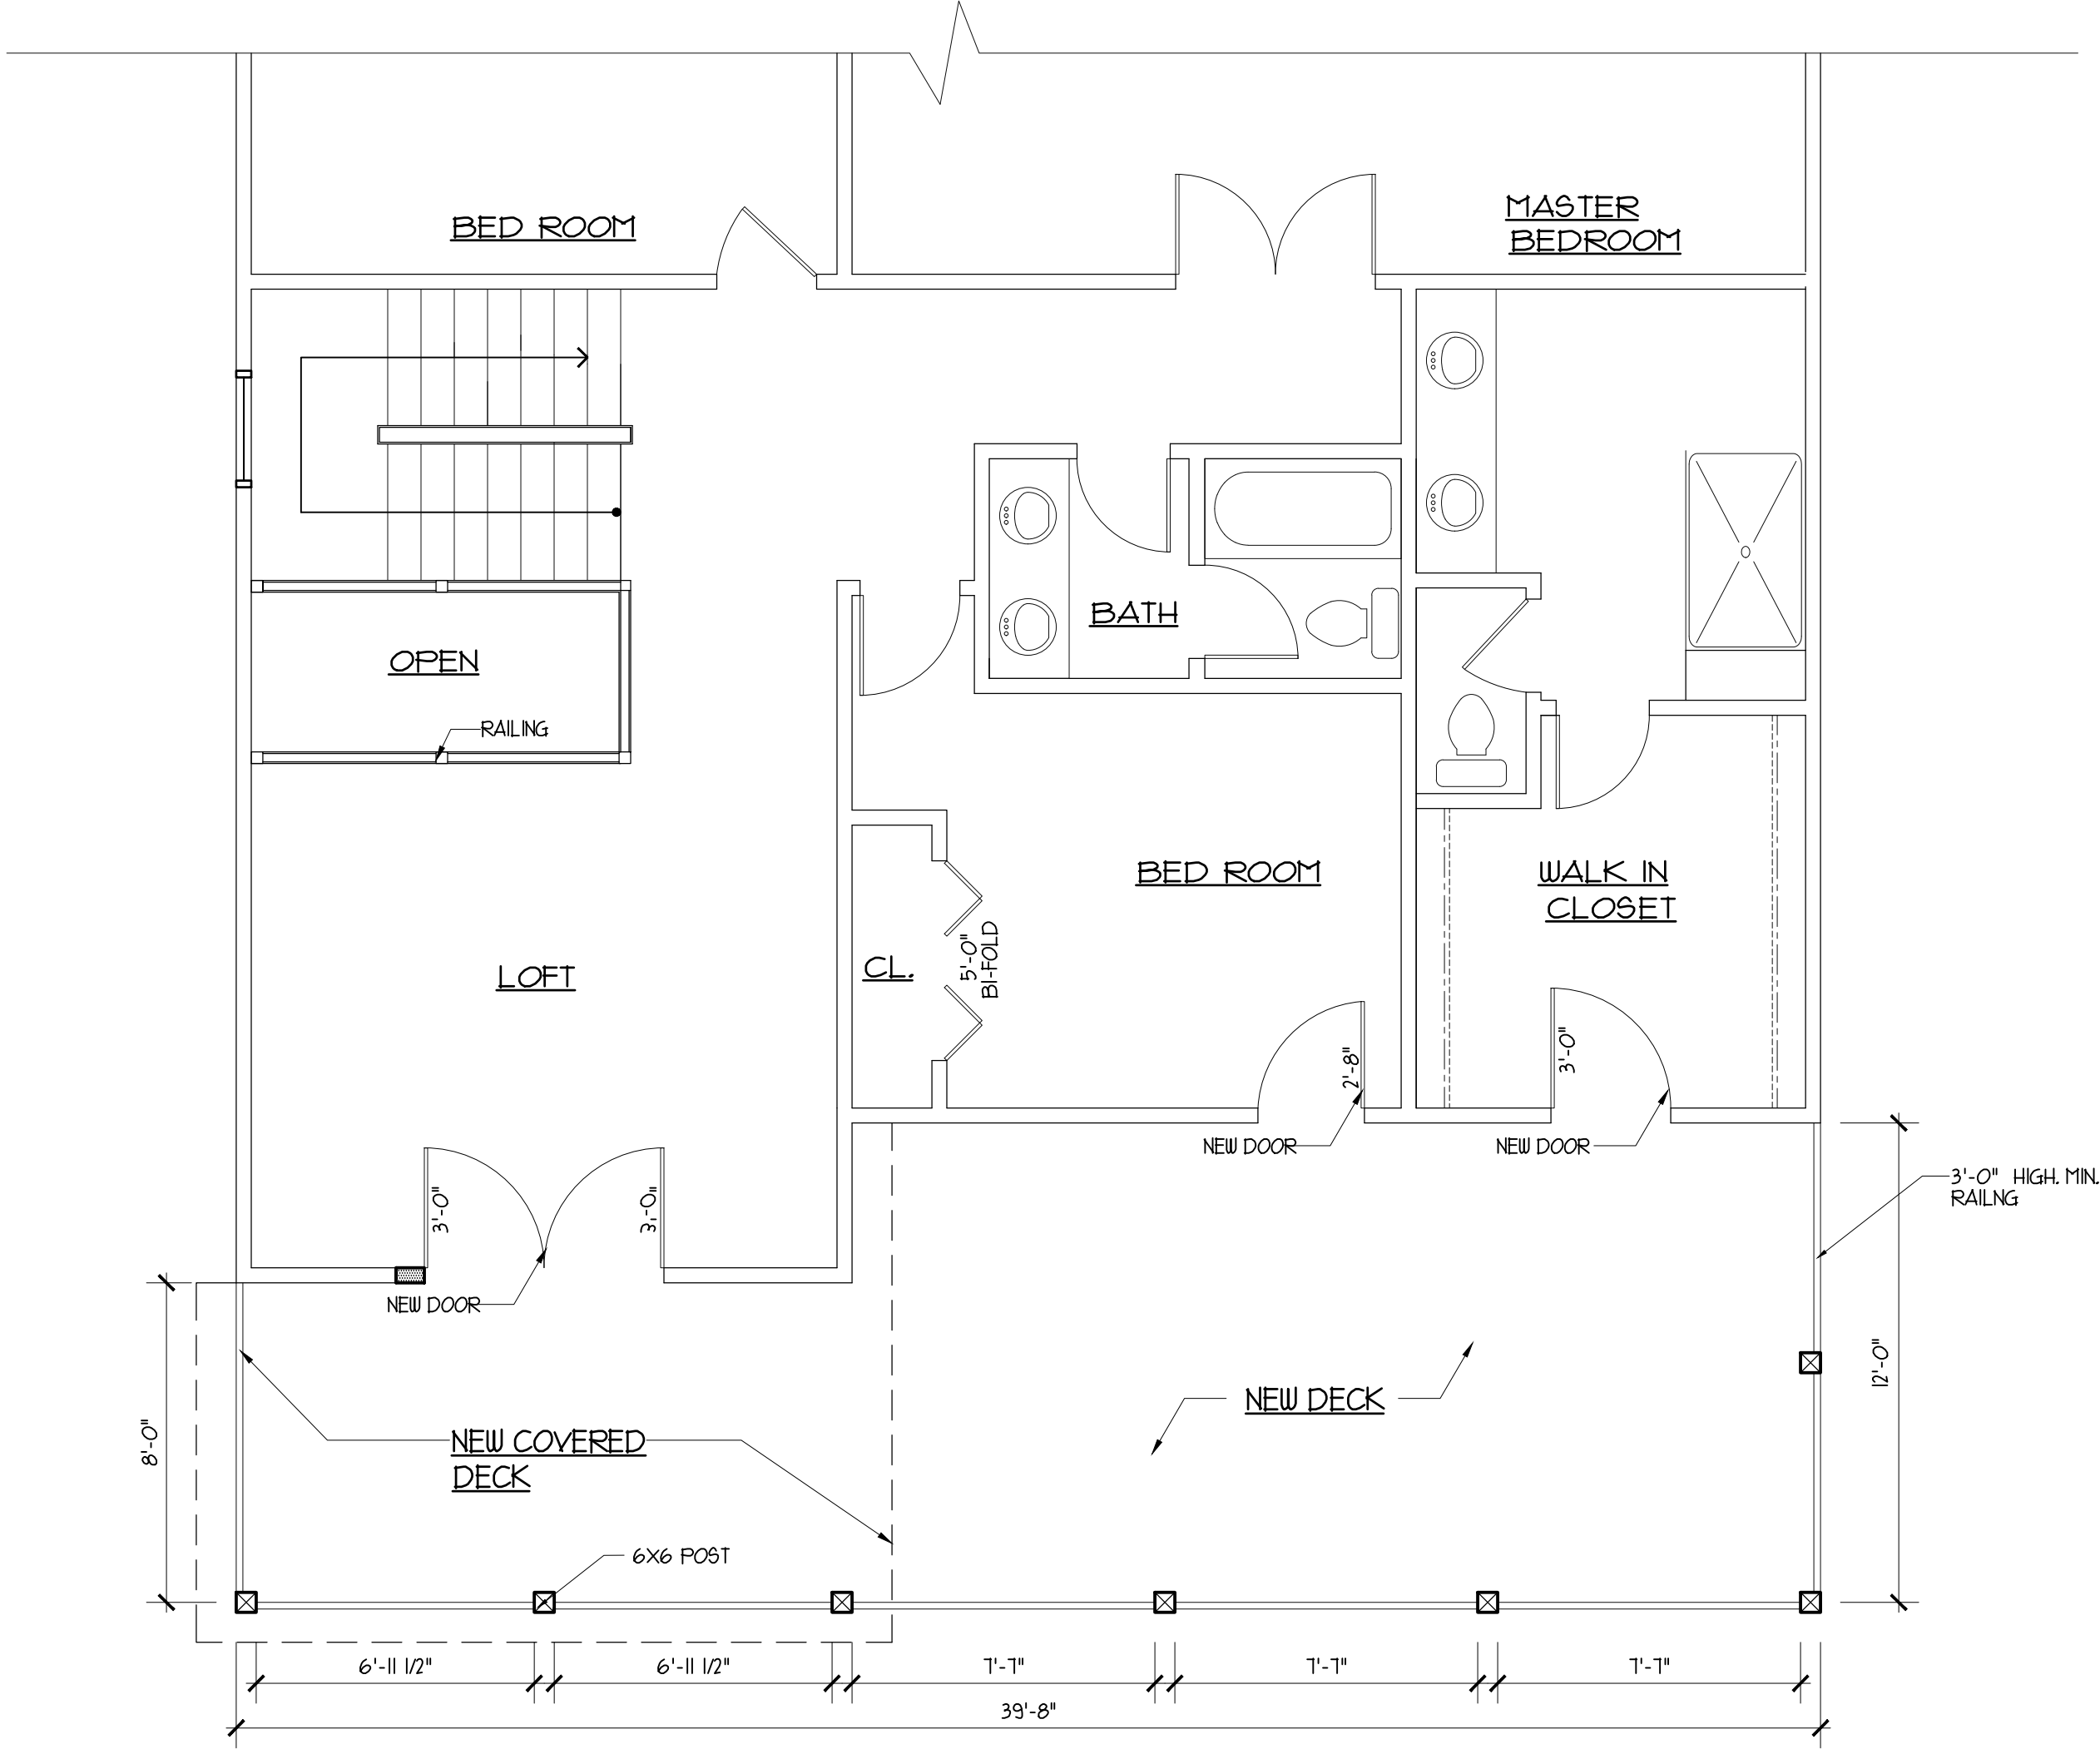 BED ROOM
MASTER
BEDROOM
BATH
OPEN
RAILING
BED ROOM
WALK IN
CLOSET
CL.
5'-0"
BI-FOLD
LOFT
2'-8"
3'-0"
NEW DOOR
NEW DOOR
3'-0" HIGH. MIN.
RAILNG
3'-0"
3'-0"
NEW DOOR
12'-0"
NEW DECK
8'-0"
NEW COVERED
DECK
6X6 POST
6'-11 1/2"
6'-11 1/2"
7'-7"
7'-7"
7'-7"
39'-8"